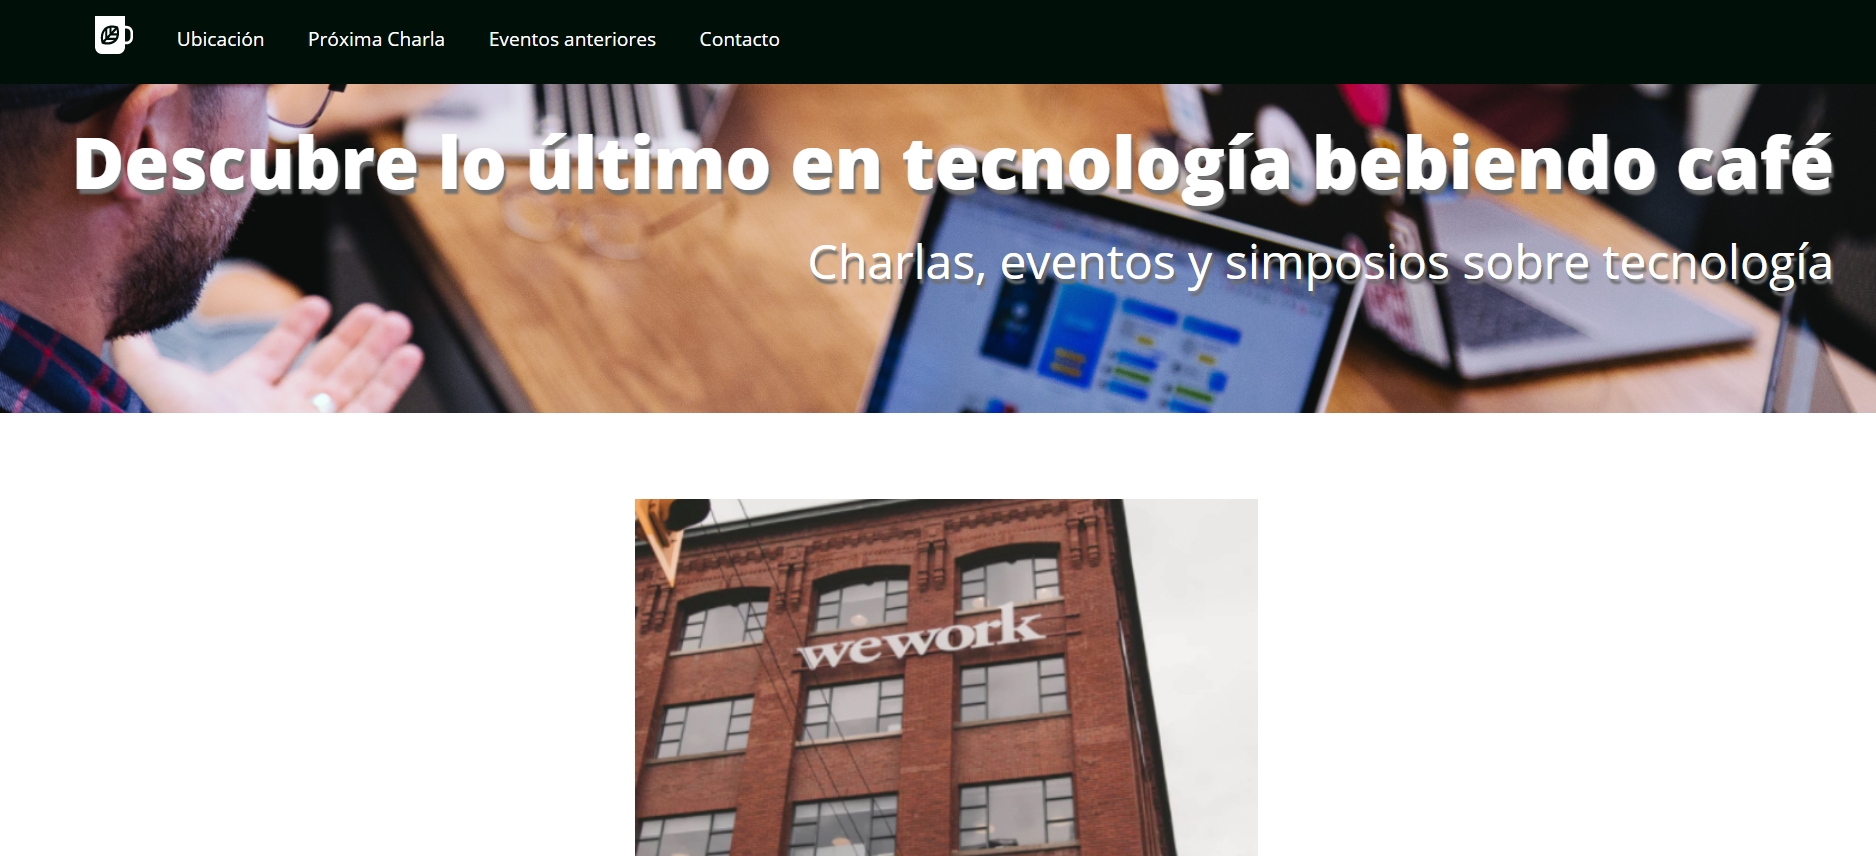 Ubicación Próxima Charla Eventos anteriores Contacto
Descubre lo último en tecnología bebiendo café
Charlas, eventos y simposios sobre tecnología
wework